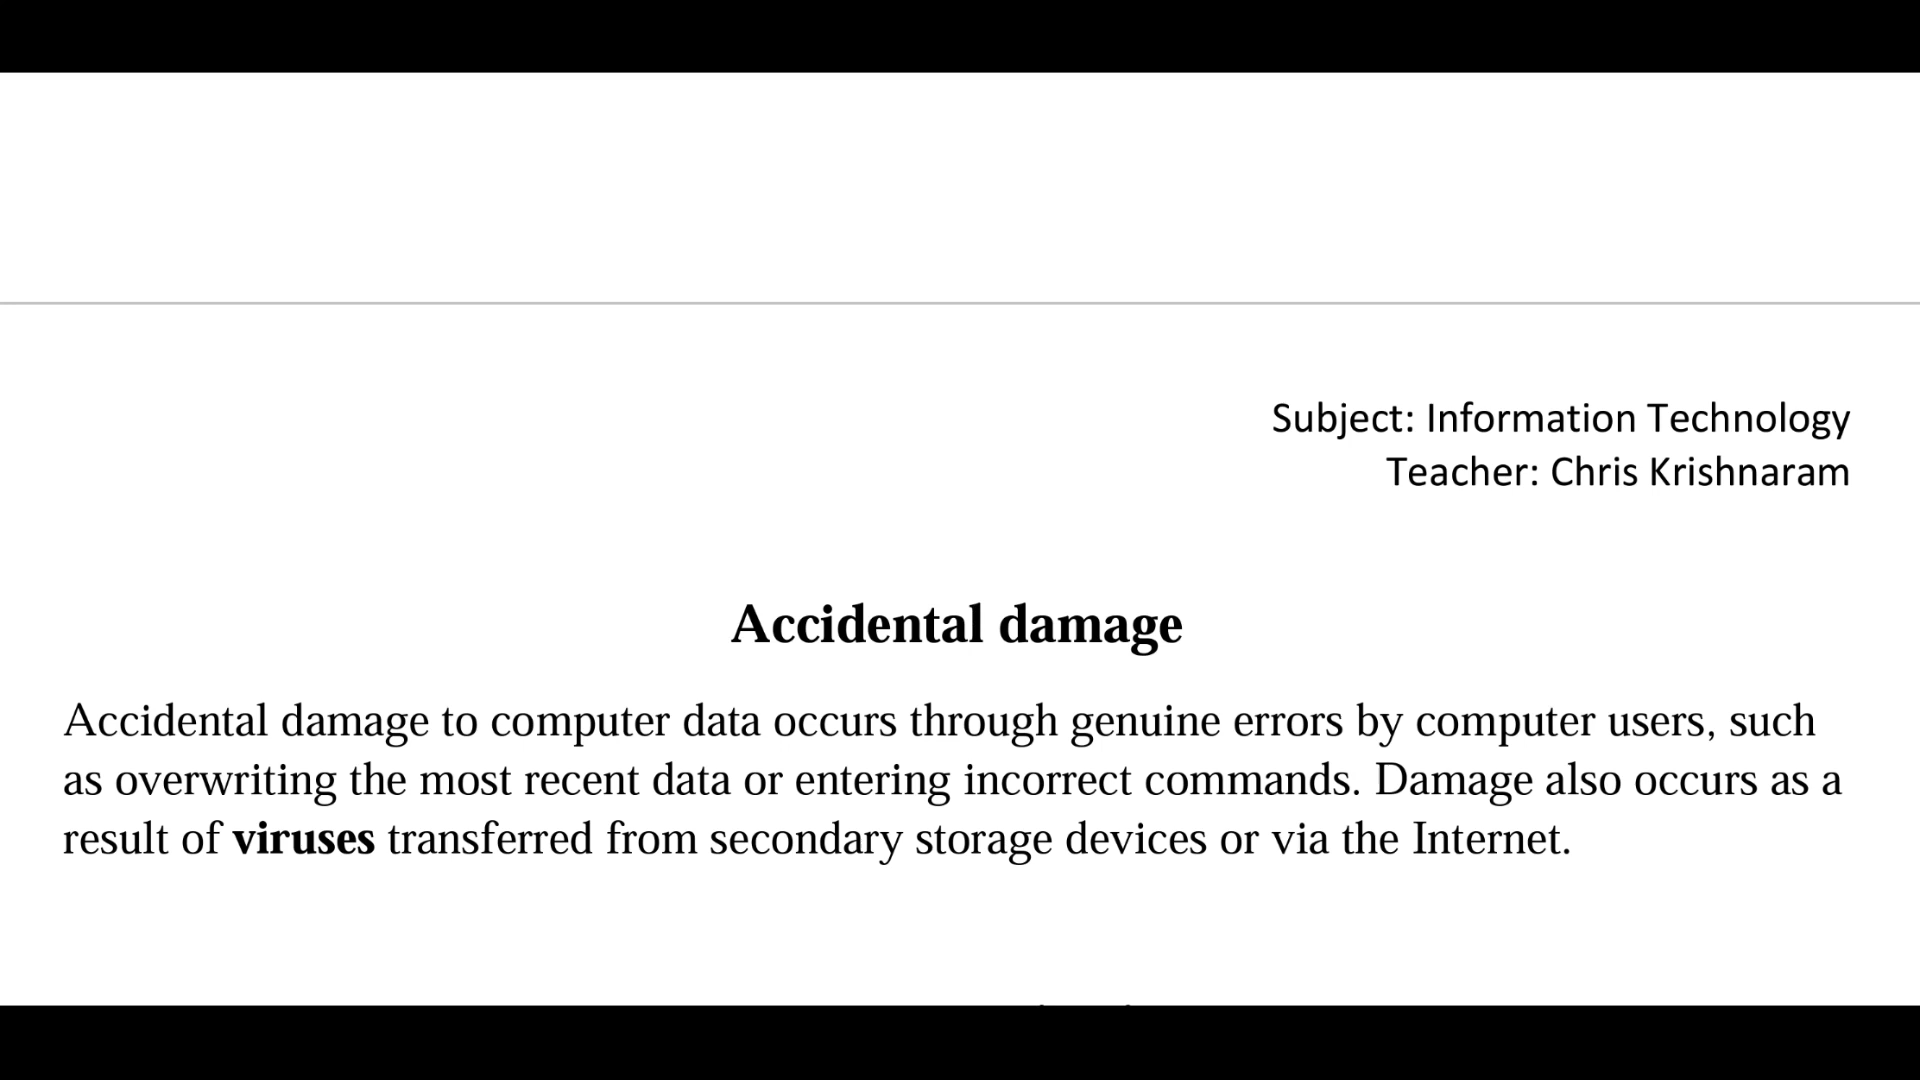 Subject: Information Technology
Teacher: Chris Krishnaram
Accidental damage
Accidental damage to computer data occurs through genuine errors by computer users, such
as overwriting the most recent data or entering incorrect commands. Damage also occurs as a
result of viruses transferred from secondary storage devices or via the Internet.